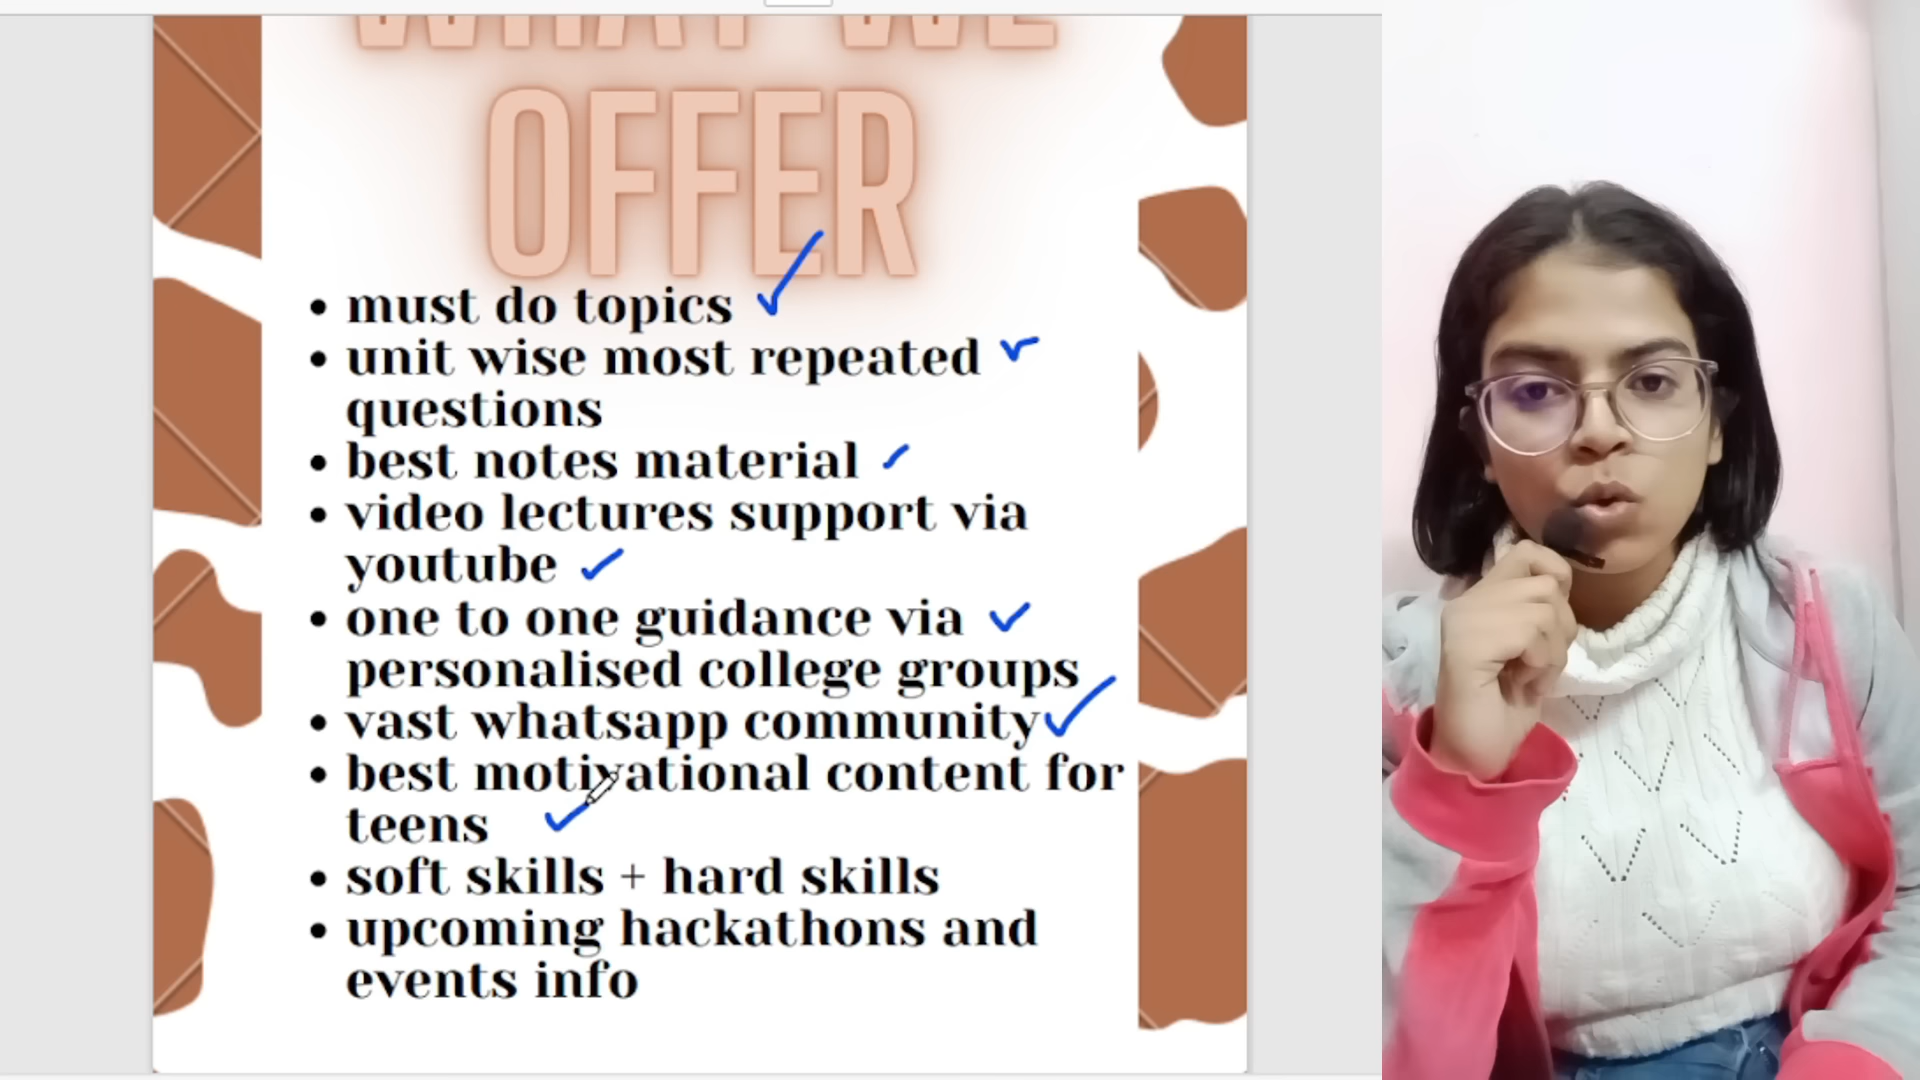 WHAT WE
OFFER
• must do topics
• unit wise most repeated
questions
• best notes material
• video lectures support via
youtube
• one to one guidance via
personalised college groups
• vast whatsapp community
• best motivational content for
teens
• soft skills + hard skills
• upcoming hackathons and
events info